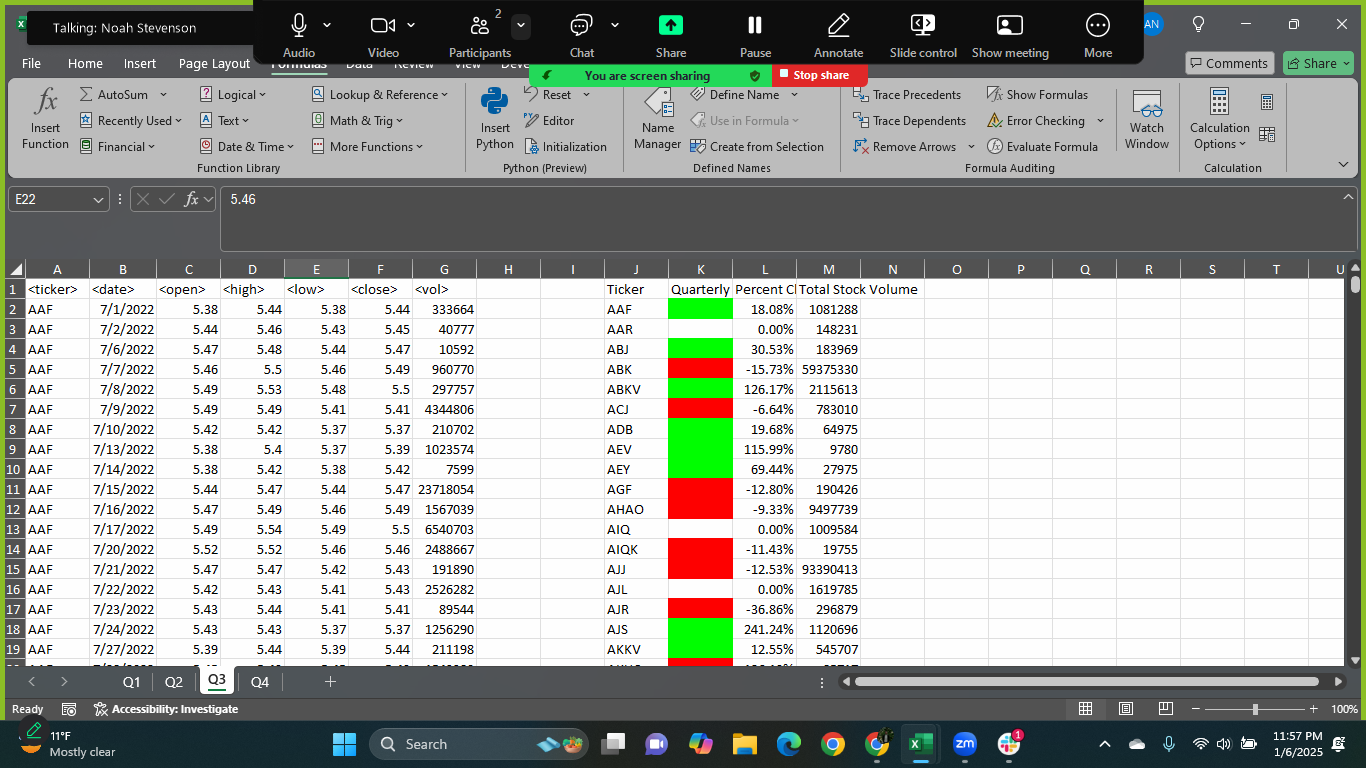 Talking: Noah Stevenson
Audio
Video
2
Participants
Chat
Share
Pause
Annotate
Slide control
Show meeting
More
AN
You are screen sharing
Stop share
File Home Insert Page Layout Formulas Data Review View
Comments Share
Insert Function
AutoSum
Recently Used
Financial
Logical
Text
Date & Time
Lookup & Reference
Math & Trig
More Functions
Function Library
Insert Python
Reset
Editor
Initialization
Python (Preview)
Name Manager
Define Name
Use in Formula
Create from Selection
Defined Names
Trace Precedents
Trace Dependents
Remove Arrows
Show Formulas
Error Checking
Evaluate Formula
Formula Auditing
Watch Window
Calculation Options
Calculation
E22 fx 5.46
A B C D E F G H I J K L M N O P Q R S T U
1 <ticker> <date> <open> <high> <low> <close> <vol> Ticker Quarterly Percent Cl Total Stock Volume
2 AAF 7/1/2022 5.38 5.44 5.38 5.44 333664 AAF 18.08% 1081288
3 AAF 7/2/2022 5.44 5.46 5.43 5.45 40777 AAR 0.00% 148231
4 AAF 7/6/2022 5.47 5.48 5.44 5.47 10592 ABJ 30.53% 183969
5 AAF 7/7/2022 5.46 5.5 5.46 5.49 960770 ABK -15.73% 59375330
6 AAF 7/8/2022 5.49 5.53 5.48 5.5 297757 ABKV 126.17% 2115613
7 AAF 7/9/2022 5.49 5.49 5.41 5.41 4344806 ACJ -6.64% 783010
8 AAF 7/10/2022 5.42 5.42 5.37 5.37 210702 ADB 19.68% 64975
9 AAF 7/13/2022 5.38 5.4 5.37 5.39 1023574 AEV 115.99% 9780
10 AAF 7/14/2022 5.38 5.42 5.38 5.42 7599 AEY 69.44% 27975
11 AAF 7/15/2022 5.44 5.47 5.44 5.47 23718054 AGF -12.80% 190426
12 AAF 7/16/2022 5.47 5.49 5.46 5.49 1567039 AHAO -9.33% 9497739
13 AAF 7/17/2022 5.49 5.54 5.49 5.5 6540703 AIQ 0.00% 1009584
14 AAF 7/20/2022 5.52 5.52 5.46 5.46 2488667 AIQK -11.43% 19755
15 AAF 7/21/2022 5.47 5.47 5.42 5.43 191890 AJJ -12.53% 93390413
16 AAF 7/22/2022 5.42 5.43 5.41 5.43 2526282 AJL 0.00% 1619785
17 AAF 7/23/2022 5.43 5.44 5.41 5.41 89544 AJR -36.86% 296879
18 AAF 7/24/2022 5.43 5.43 5.37 5.37 1256290 AJS 241.24% 1120696
19 AAF 7/27/2022 5.39 5.44 5.39 5.44 211198 AKKV 12.55% 545707
Q1 Q2 Q3 Q4
Ready Accessibility: Investigate 100%
11°F
Mostly clear
Search
zm
1
11:57 PM
1/6/2025